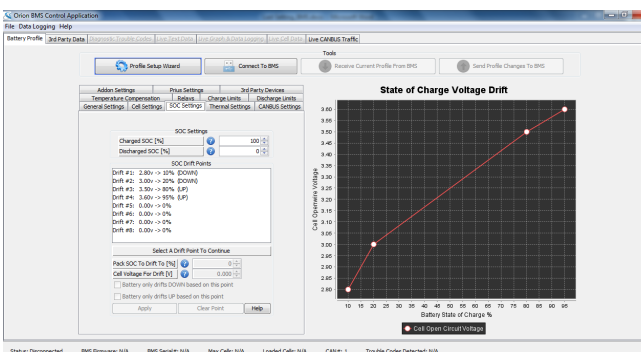 Orion BMS Control Application
File Data Logging Help
Battery Profile 3rd Party Data Diagnostic Trouble Codes Live Text Data Live Graph & Data Logging Live Cell Data Live CANBUS Traffic
Tools
Profile Setup Wizard Connect To BMS Receive Current Profile From BMS Send Profile Changes To BMS
Addon Settings Prius Settings 3rd Party Devices
Temperature Compensation Relays Charge Limits Discharge Limits
General Settings Cell Settings SOC Settings Thermal Settings CANBUS Settings
SOC Settings
Charged SOC [%] 100
Discharged SOC [%] 0
SOC Drift Points
Drift #1: 2.80v -> 10% (DOWN)
Drift #2: 3.00v -> 20% (DOWN)
Drift #3: 3.50v -> 80% (UP)
Drift #4: 3.60v -> 95% (UP)
Drift #5: 0.00v -> 0%
Drift #6: 0.00v -> 0%
Drift #7: 0.00v -> 0%
Drift #8: 0.00v -> 0%
Select A Drift Point To Continue
Pack SOC To Drift To [%] 0
Cell Voltage For Drift [V] 0.000
Battery only drifts DOWN based on this point
Battery only drifts UP based on this point
Apply Clear Point Help
State of Charge Voltage Drift
Cell Openwire Voltage
3.60
3.55
3.50
3.45
3.40
3.35
3.30
3.25
3.20
3.15
3.10
3.05
3.00
2.95
2.90
2.85
2.80
10 15 20 25 30 35 40 45 50 55 60 65 70 75 80 85 90 95
Battery State of Charge %
Cell Open Circuit Voltage
Status: Disconnected BMS Firmware: N/A BMS Serial#: N/A Max Cells: N/A Loaded Cells: N/A CAN#: 1 Trouble Codes Detected: N/A